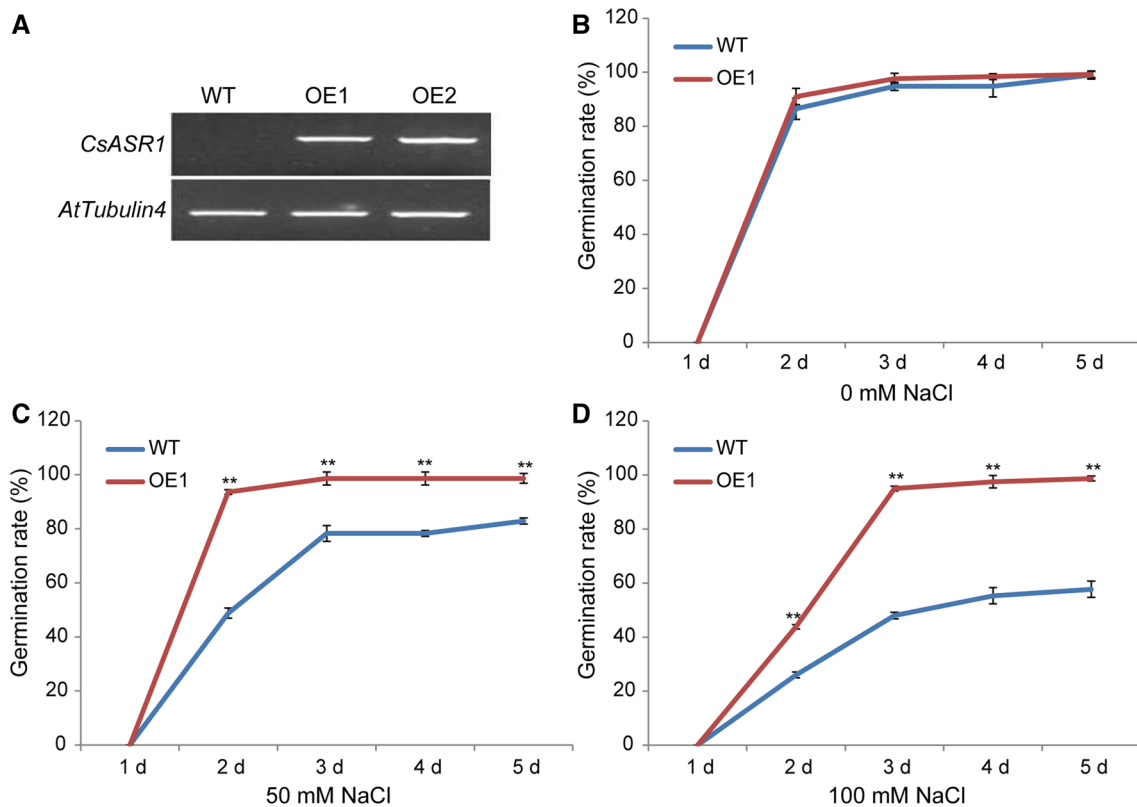 A
WT OE1 OE2
CsASR1
AtTubulin4
B
Germination rate (%)
120
100
80
60
40
20
0
WT
OE1
1 d 2 d 3 d 4 d 5 d
0 mM NaCl
C
Germination rate (%)
120
100
80
60
40
20
0
WT
OE1
** ** ** **
1 d 2 d 3 d 4 d 5 d
50 mM NaCl
D
Germination rate (%)
120
100
80
60
40
20
0
WT
OE1
** ** ** **
1 d 2 d 3 d 4 d 5 d
100 mM NaCl